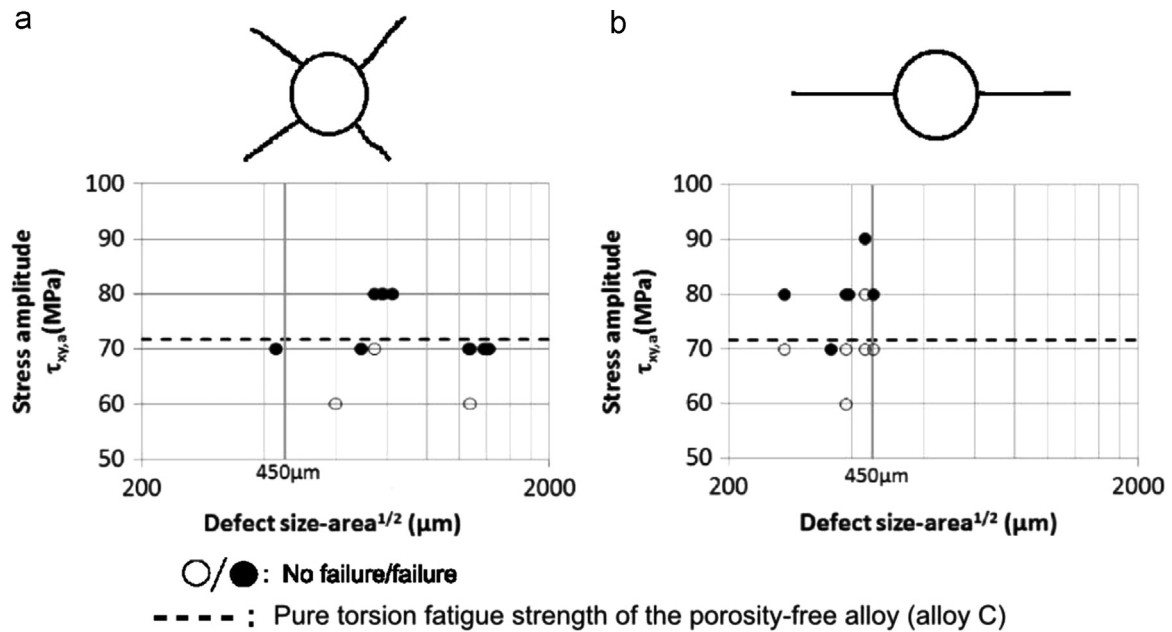 a
b
100
90
80
70
60
50
Stress amplitude
τxy,a (MPa)
450μm
200
2000
Defect size-area1/2 (μm)
100
90
80
70
60
50
Stress amplitude
τxy,a (MPa)
450μm
200
2000
Defect size-area1/2 (μm)
○/●: No failure/failure
: Pure torsion fatigue strength of the porosity-free alloy (alloy C)